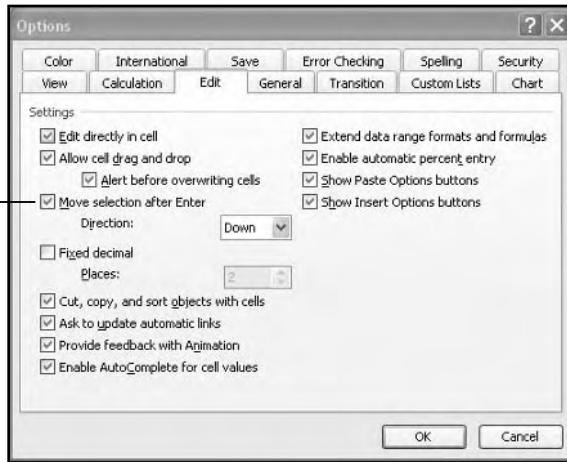 Options
Color International Save Error Checking Spelling Security
View Calculation Edit General Transition Custom Lists Chart
Settings
Edit directly in cell
Allow cell drag and drop
Alert before overwriting cells
Move selection after Enter
Direction: Down
Fixed decimal
Places: 2
Cut, copy, and sort objects with cells
Ask to update automatic links
Provide feedback with Animation
Enable AutoComplete for cell values
Extend data range formats and formulas
Enable automatic percent entry
Show Paste Options buttons
Show Insert Options buttons
OK Cancel